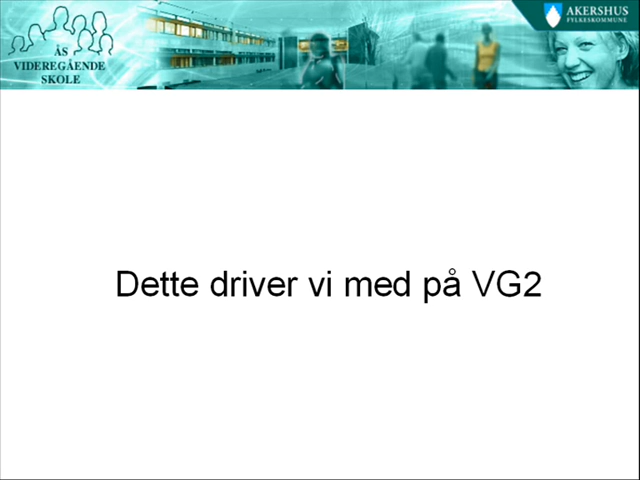 ÅS
VIDEREGÅENDE
SKOLE
AKERSHUS
FYLKESKOMMUNE
Dette driver vi med på VG2